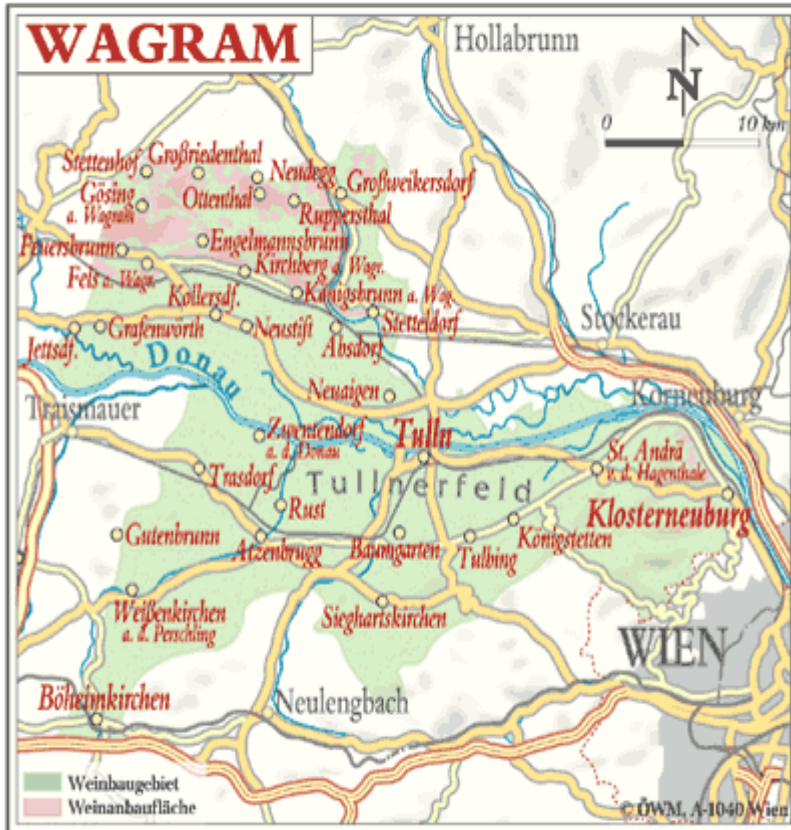 WAGRAM
Hollabrunn
N
0 10 km
Stettenhof
Großriedenthal
Neudegg
Großweikersdorf
Gösing
a. Wagram
Ottenthal
Ruppersthal
Feuersbrunn
Engelmannsbrunn
Fels a. Wagr.
Kirchberg a. Wagr.
Kollersdf.
Königsbrunn a. Wag.
Stetteldorf
Jettsdf.
Grafenwörth
Neustift
Absdorf
Stockerau
Donau
Neuaigen
Traismauer
Korneuburg
Zwentendorf
a. d. Donau
Tulln
St. Andrä
v. d. Hagenthale
Trasdorf
Tullnerfeld
Rust
Klosterneuburg
Gutenbrunn
Atzenbrugg
Baumgarten
Tulbing
Königstetten
Weißenkirchen
a. d. Perschling
Sieghartskirchen
WIEN
Böheimkirchen
Neulengbach
Weinbaugebiet
Weinanbaufläche
© ÖWM, A-1040 Wien